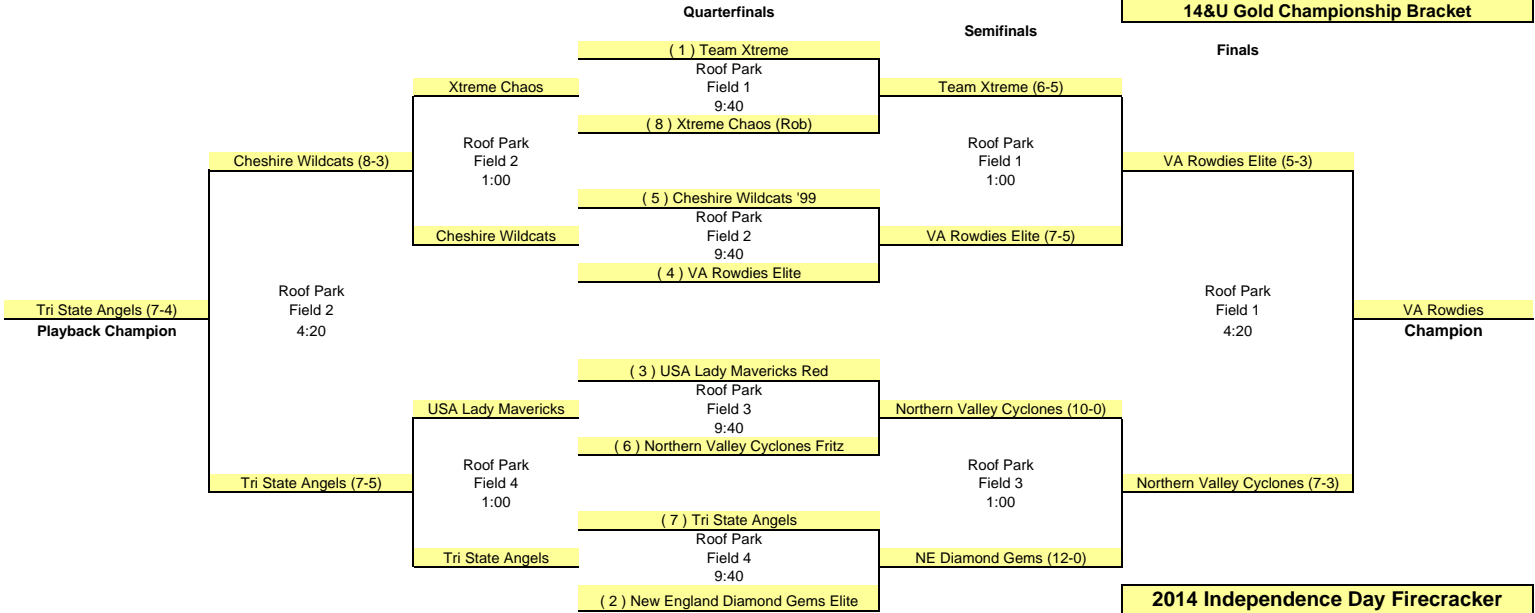 Quarterfinals
14&U Gold Championship Bracket
Semifinals
Finals
( 1 ) Team Xtreme
Roof Park
Field 1
9:40
( 8 ) Xtreme Chaos (Rob)
Xtreme Chaos
Team Xtreme (6-5)
Roof Park
Field 2
1:00
Roof Park
Field 1
1:00
Cheshire Wildcats (8-3)
VA Rowdies Elite (5-3)
( 5 ) Cheshire Wildcats '99
Roof Park
Field 2
9:40
( 4 ) VA Rowdies Elite
Cheshire Wildcats
VA Rowdies Elite (7-5)
Tri State Angels (7-4)
Playback Champion
Roof Park
Field 2
4:20
Roof Park
Field 1
4:20
VA Rowdies
Champion
( 3 ) USA Lady Mavericks Red
Roof Park
Field 3
9:40
( 6 ) Northern Valley Cyclones Fritz
USA Lady Mavericks
Northern Valley Cyclones (10-0)
Roof Park
Field 4
1:00
Roof Park
Field 3
1:00
Tri State Angels (7-5)
Northern Valley Cyclones (7-3)
( 7 ) Tri State Angels
Roof Park
Field 4
9:40
( 2 ) New England Diamond Gems Elite
Tri State Angels
NE Diamond Gems (12-0)
2014 Independence Day Firecracker